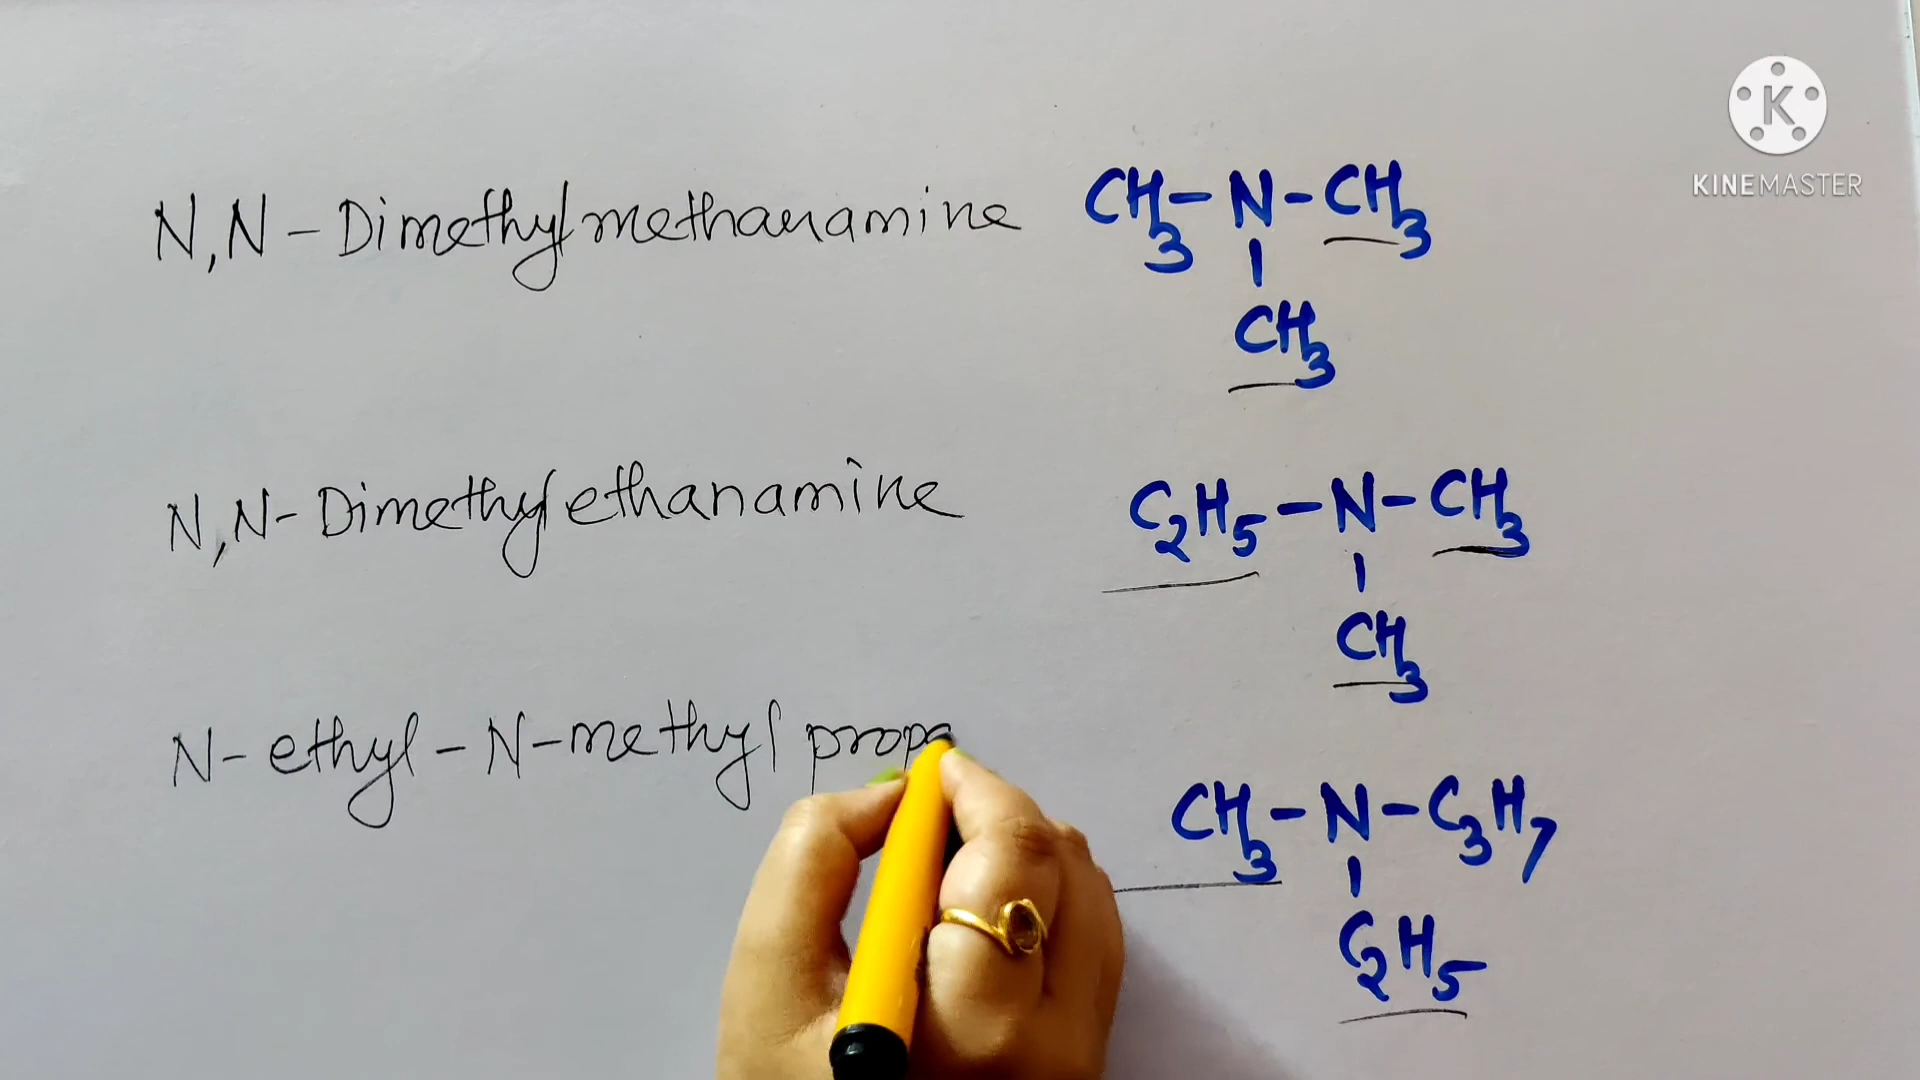 N,N-Dimethylmethanamine
CH3-N-CH3
CH3
N,N-Dimethylethanamine
C2H5-N-CH3
CH3
N-ethyl-N-methyl propa
CH3-N-C3H7
C2H5
K
KINEMASTER